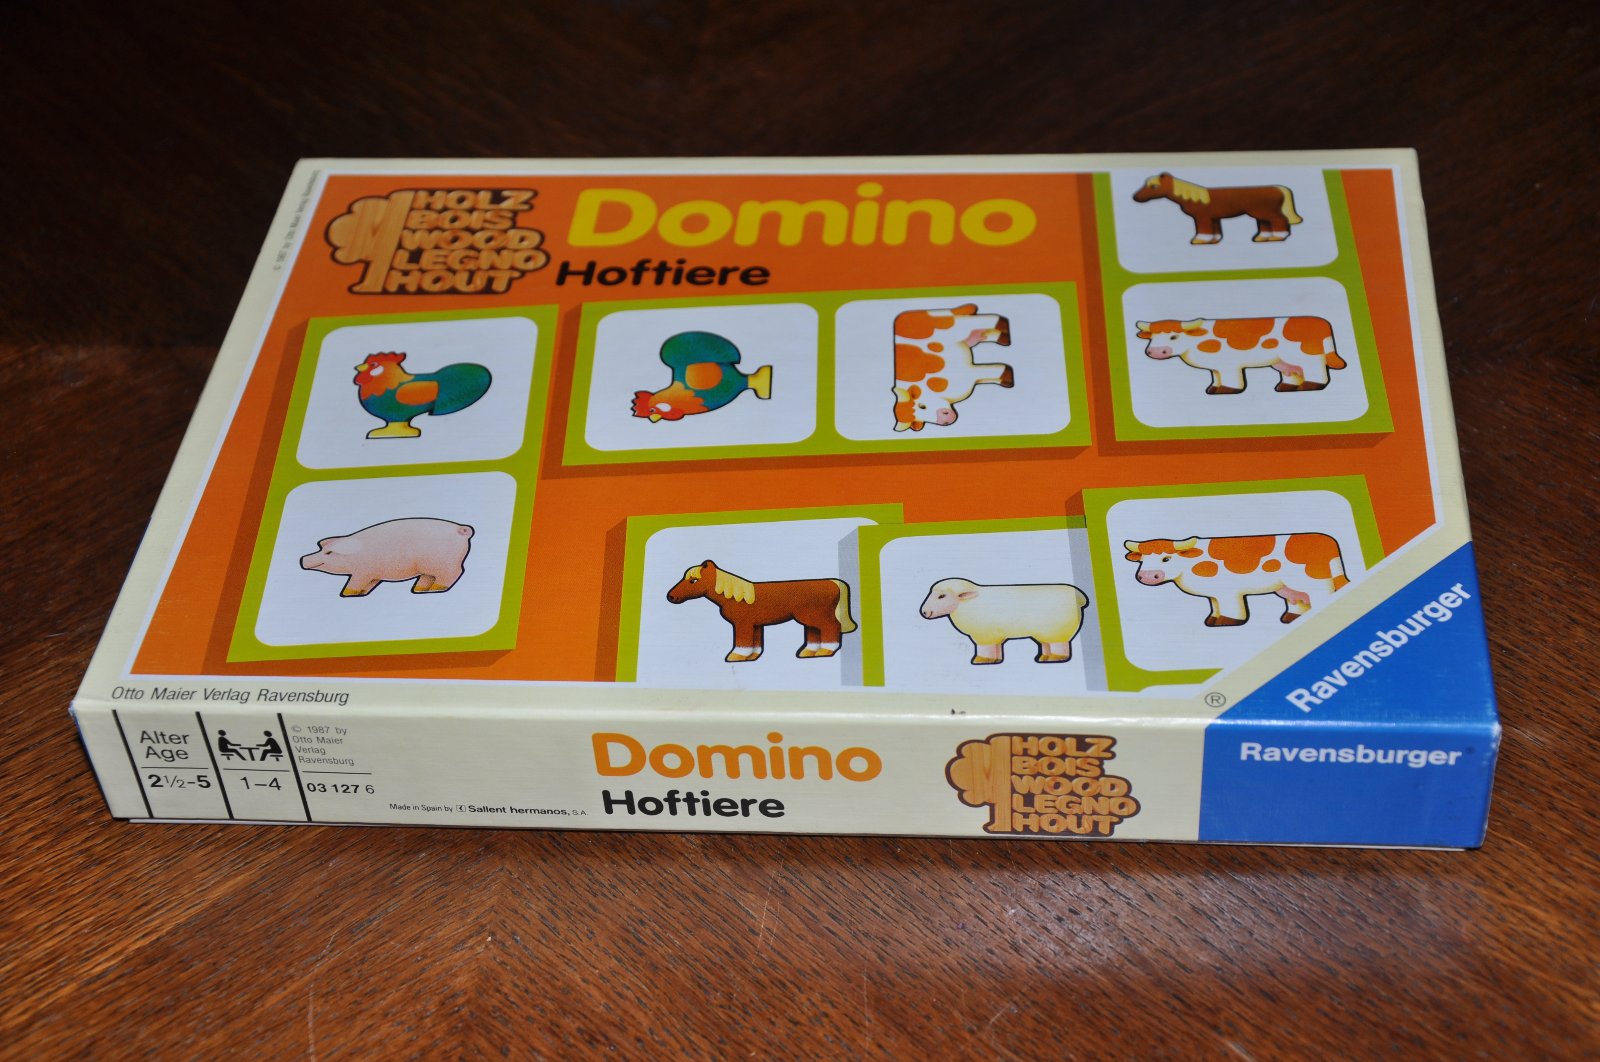 HOLZ
BOIS
WOOD
LEGNO
HOUT
Domino
Hoftiere
Ravensburger
®
Otto Maier Verlag Ravensburg
Alter
Age
2½-5
1-4
© 1987 by
Otto Maier
Verlag
Ravensburg
03 127 6
Made in Spain by Sallent hermanos, S.A.
Domino
Hoftiere
HOLZ
BOIS
WOOD
LEGNO
HOUT
Ravensburger